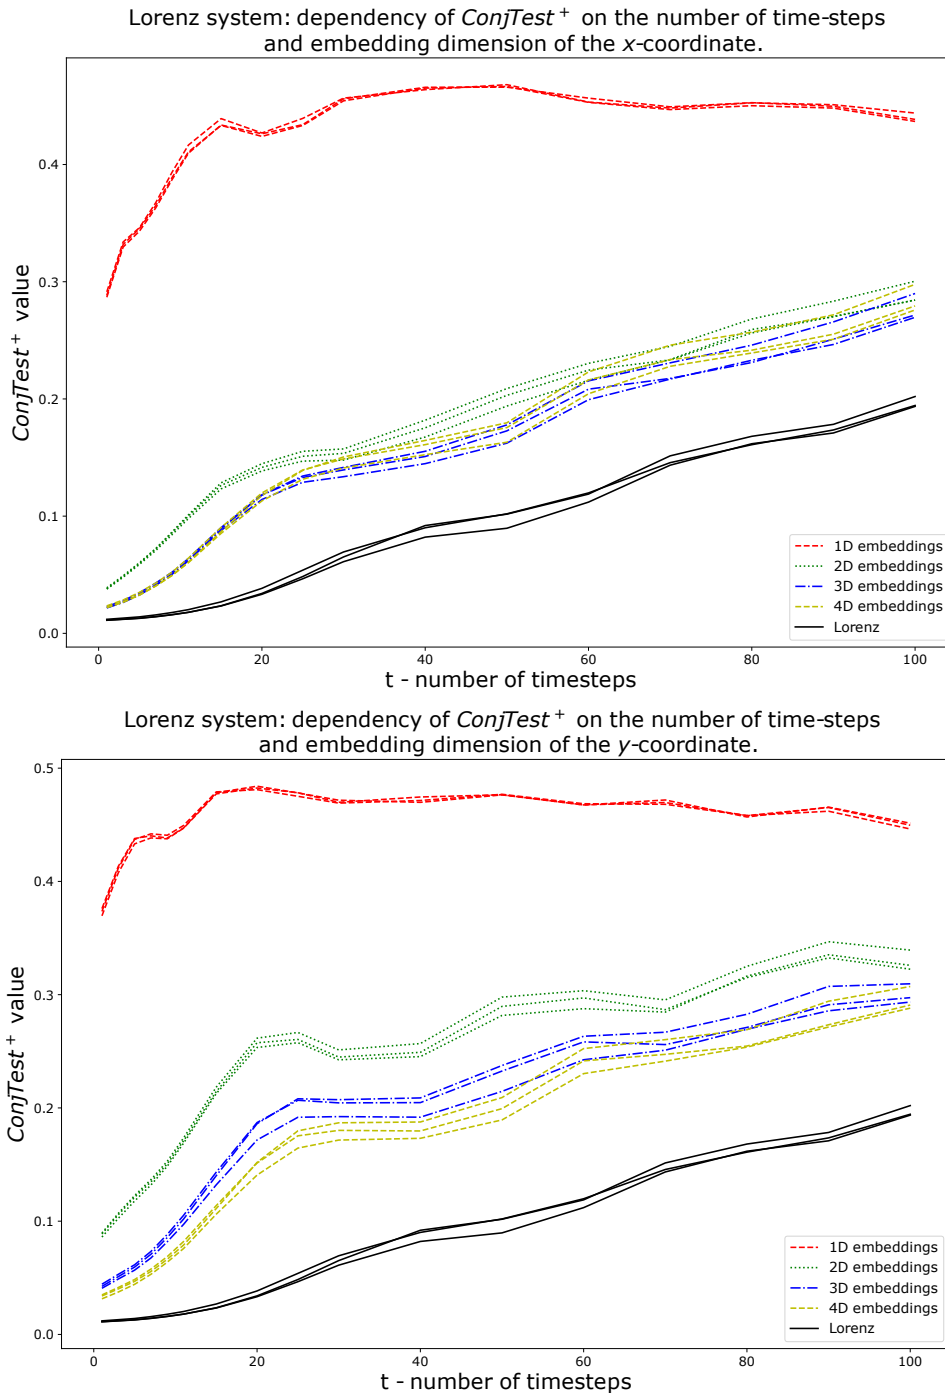 Lorenz system: dependency of ConjTest⁺ on the number of time-steps
and embedding dimension of the x-coordinate.
ConjTest⁺ value
0.4
0.3
0.2
0.1
0.0
1D embeddings
2D embeddings
3D embeddings
4D embeddings
Lorenz
0 20 40 60 80 100
t - number of timesteps
Lorenz system: dependency of ConjTest⁺ on the number of time-steps
and embedding dimension of the y-coordinate.
ConjTest⁺ value
0.5
0.4
0.3
0.2
0.1
0.0
1D embeddings
2D embeddings
3D embeddings
4D embeddings
Lorenz
0 20 40 60 80 100
t - number of timesteps